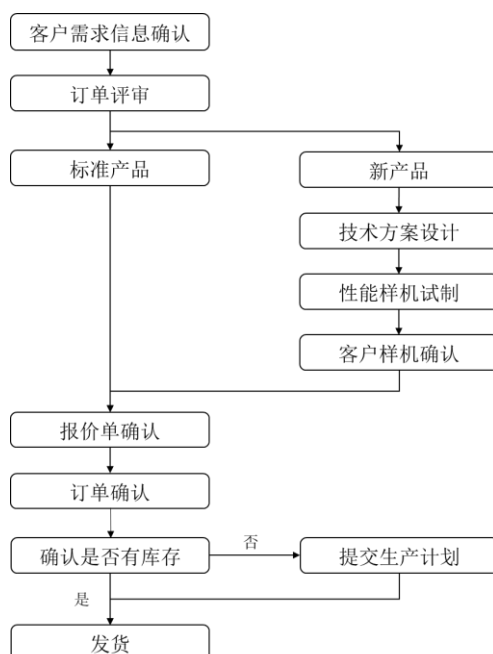 客户需求信息确认
订单评审
标准产品
新产品
技术方案设计
性能样机试制
客户样机确认
报价单确认
订单确认
确认是否有库存
否
提交生产计划
是
发货